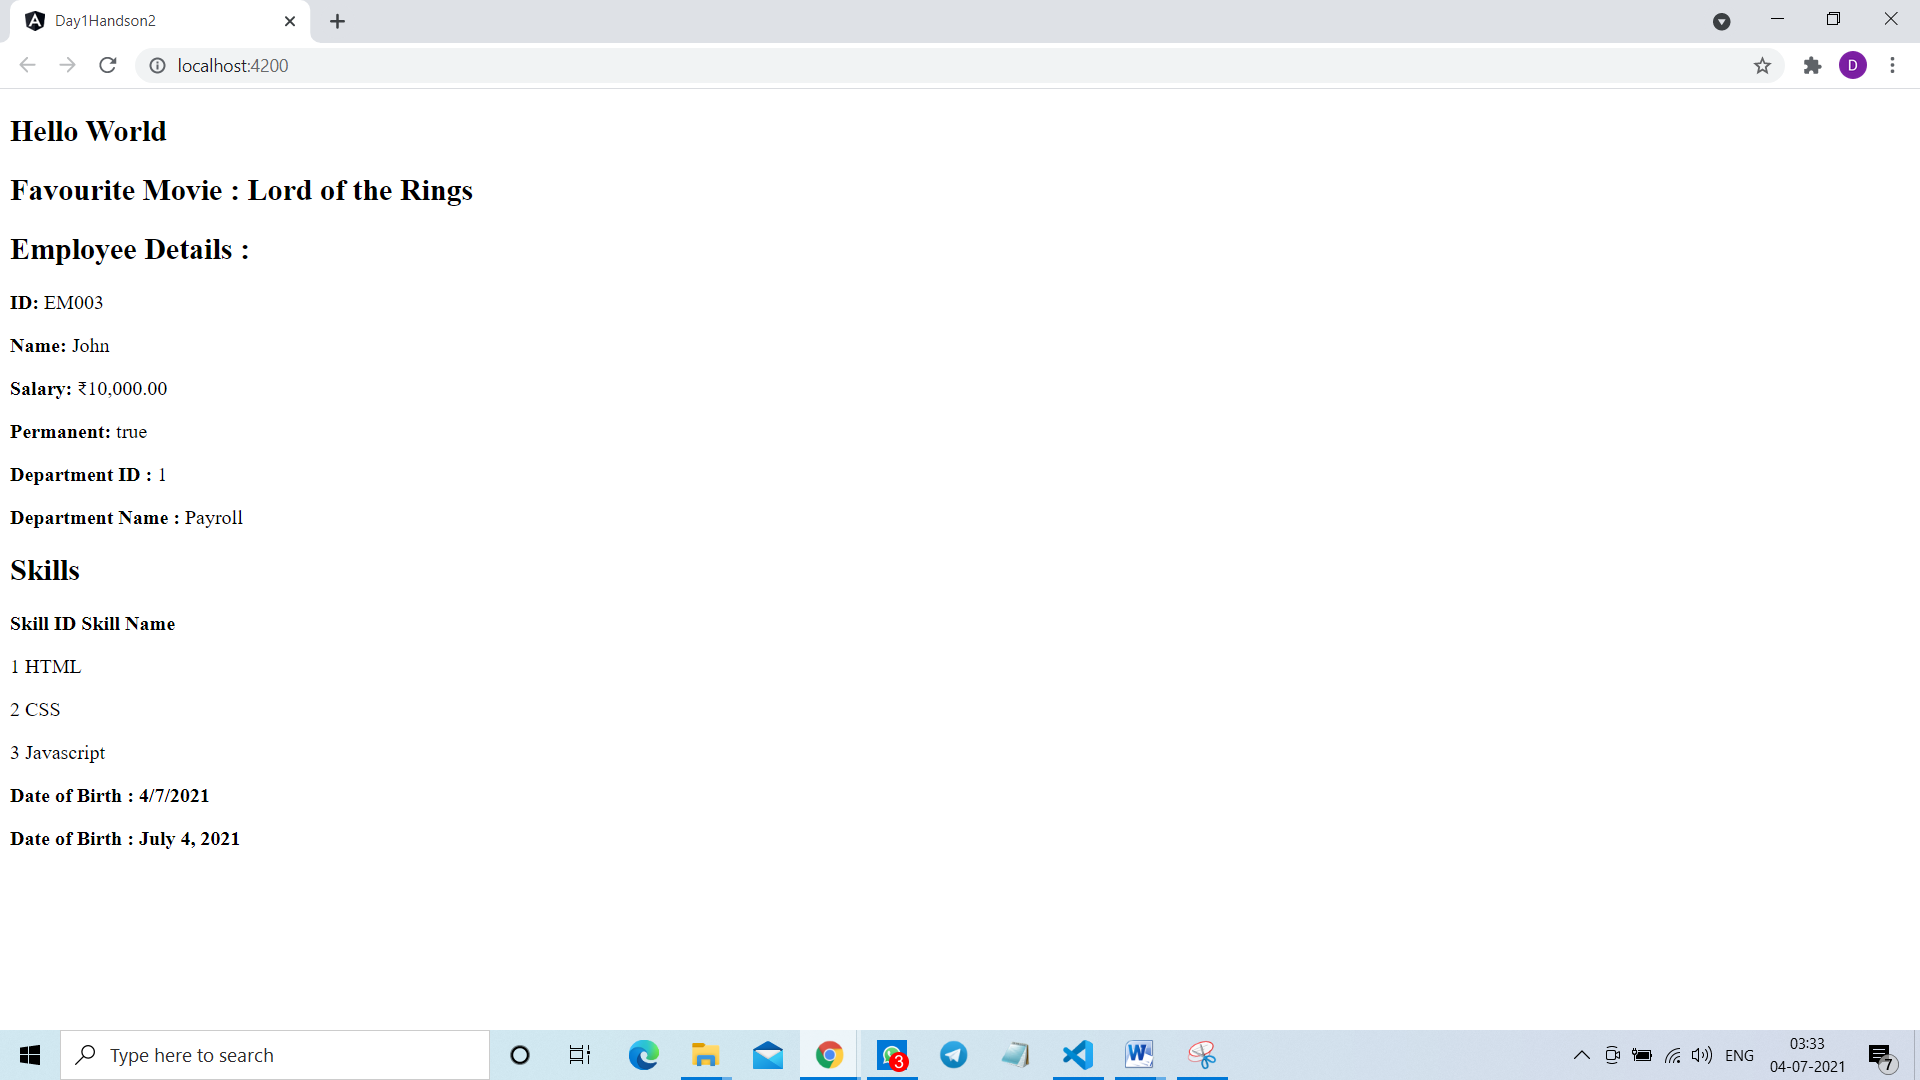 Day1Handson2
localhost:4200
D
Hello World
Favourite Movie : Lord of the Rings
Employee Details :
ID: EM003
Name: John
Salary: ₹10,000.00
Permanent: true
Department ID : 1
Department Name : Payroll
Skills
Skill ID Skill Name
1 HTML
2 CSS
3 Javascript
Date of Birth : 4/7/2021
Date of Birth : July 4, 2021
Type here to search
3
W
ENG
03:33
04-07-2021
7